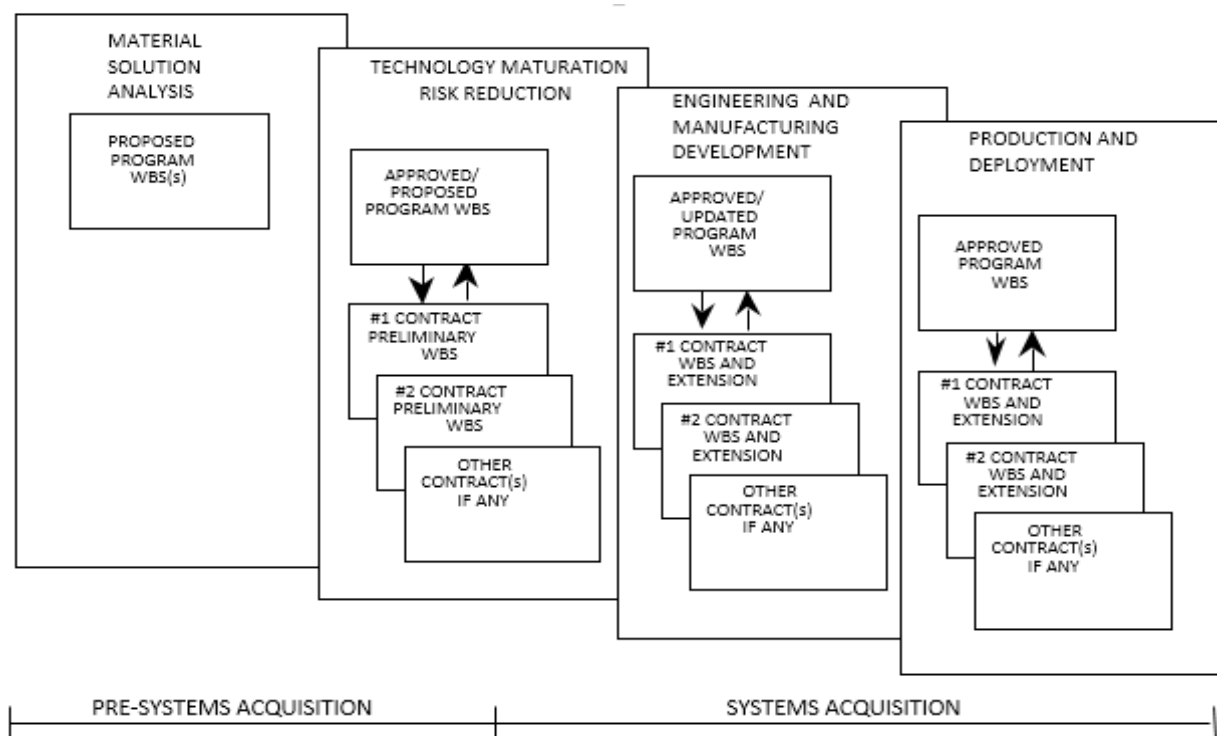 MATERIAL
SOLUTION
ANALYSIS
PROPOSED
PROGRAM
WBS(s)
TECHNOLOGY MATURATION
RISK REDUCTION
APPROVED/
PROPOSED
PROGRAM WBS
#1 CONTRACT
PRELIMINARY
WBS
#2 CONTRACT
PRELIMINARY
WBS
OTHER
CONTRACT(s)
IF ANY
ENGINEERING AND
MANUFACTURING
DEVELOPMENT
APPROVED/
UPDATED
PROGRAM
WBS
#1 CONTRACT
WBS AND
EXTENSION
#2 CONTRACT
WBS AND
EXTENSION
OTHER
CONTRACT(s)
IF ANY
PRODUCTION AND
DEPLOYMENT
APPROVED
PROGRAM
WBS
#1 CONTRACT
WBS AND
EXTENSION
#2 CONTRACT
WBS AND
EXTENSION
OTHER
CONTRACT(s)
IF ANY
PRE-SYSTEMS ACQUISITION
SYSTEMS ACQUISITION